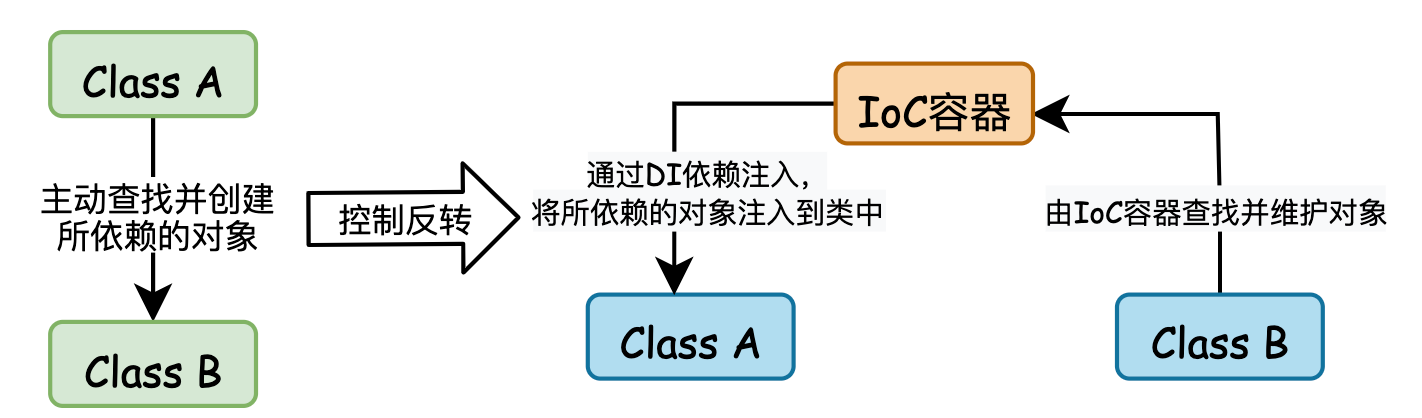 Class A
主动查找并创建
所依赖的对象
Class B
控制反转
IoC容器
通过DI依赖注入，
将所依赖的对象注入到类中
由IoC容器查找并维护对象
Class A
Class B